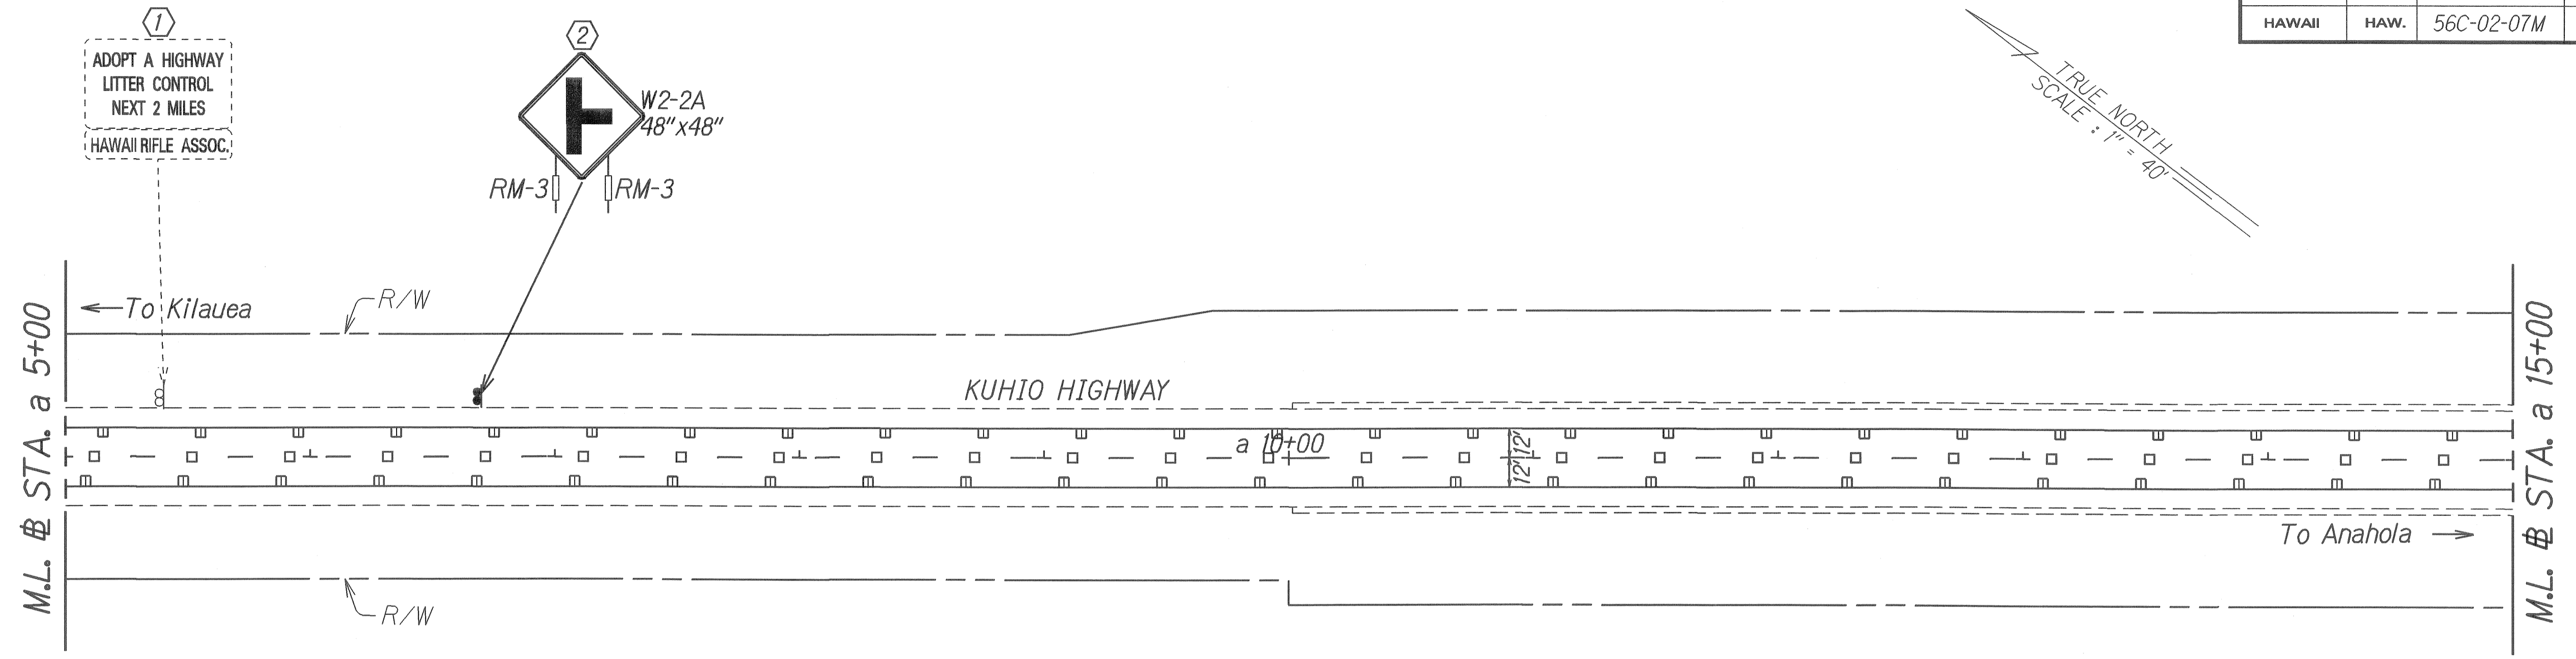 1
ADOPT A HIGHWAY
LITTER CONTROL
NEXT 2 MILES
HAWAII RIFLE ASSOC.
2
W2-2A
48"x48"
RM-3
RM-3
HAWAII HAW. 56C-02-07M
TRUE NORTH
SCALE : 1" = 40'
To Kilauea
R/W
KUHIO HIGHWAY
a 10+00
12'
12'
To Anahola
R/W
M.L. B STA. a 5+00
M.L. B STA. a 15+00